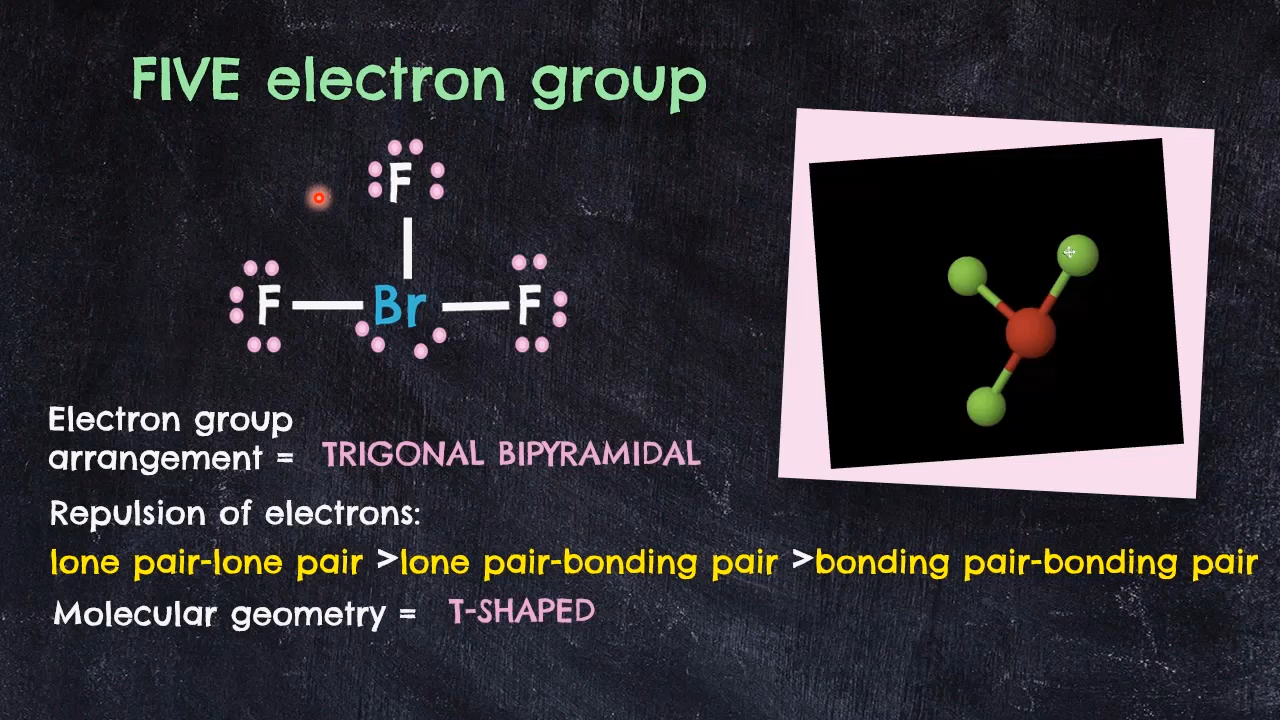 FIVE electron group
F
F Br F
Electron group
arrangement = TRIGONAL BIPYRAMIDAL
Repulsion of electrons:
lone pair-lone pair >lone pair-bonding pair >bonding pair-bonding pair
Molecular geometry = T-SHAPED